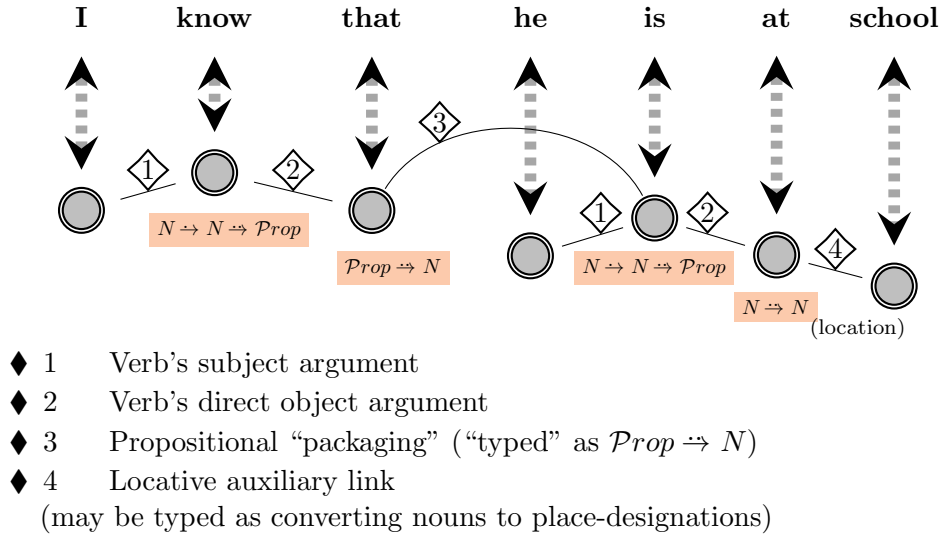 I know that he is at school
3
1 2 1 2 4
N ⤑ N ⤑ Prop
Prop ⤑ N
N ⤑ N ⤑ Prop
N ⤑ N
(location)
♦ 1 Verb's subject argument
♦ 2 Verb's direct object argument
♦ 3 Propositional “packaging” (“typed” as Prop ⤑ N)
♦ 4 Locative auxiliary link
(may be typed as converting nouns to place-designations)